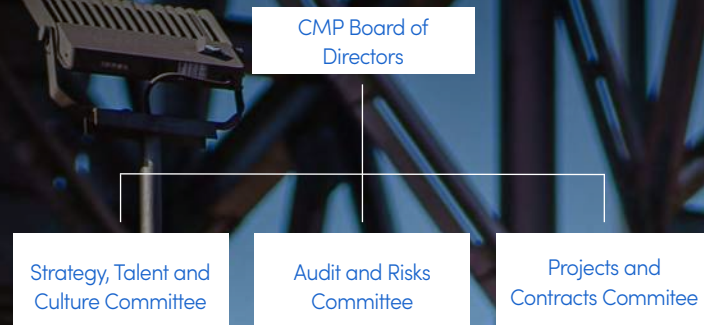 CMP Board of
Directors
Strategy, Talent and
Culture Committee
Audit and Risks
Committee
Projects and
Contracts Commitee